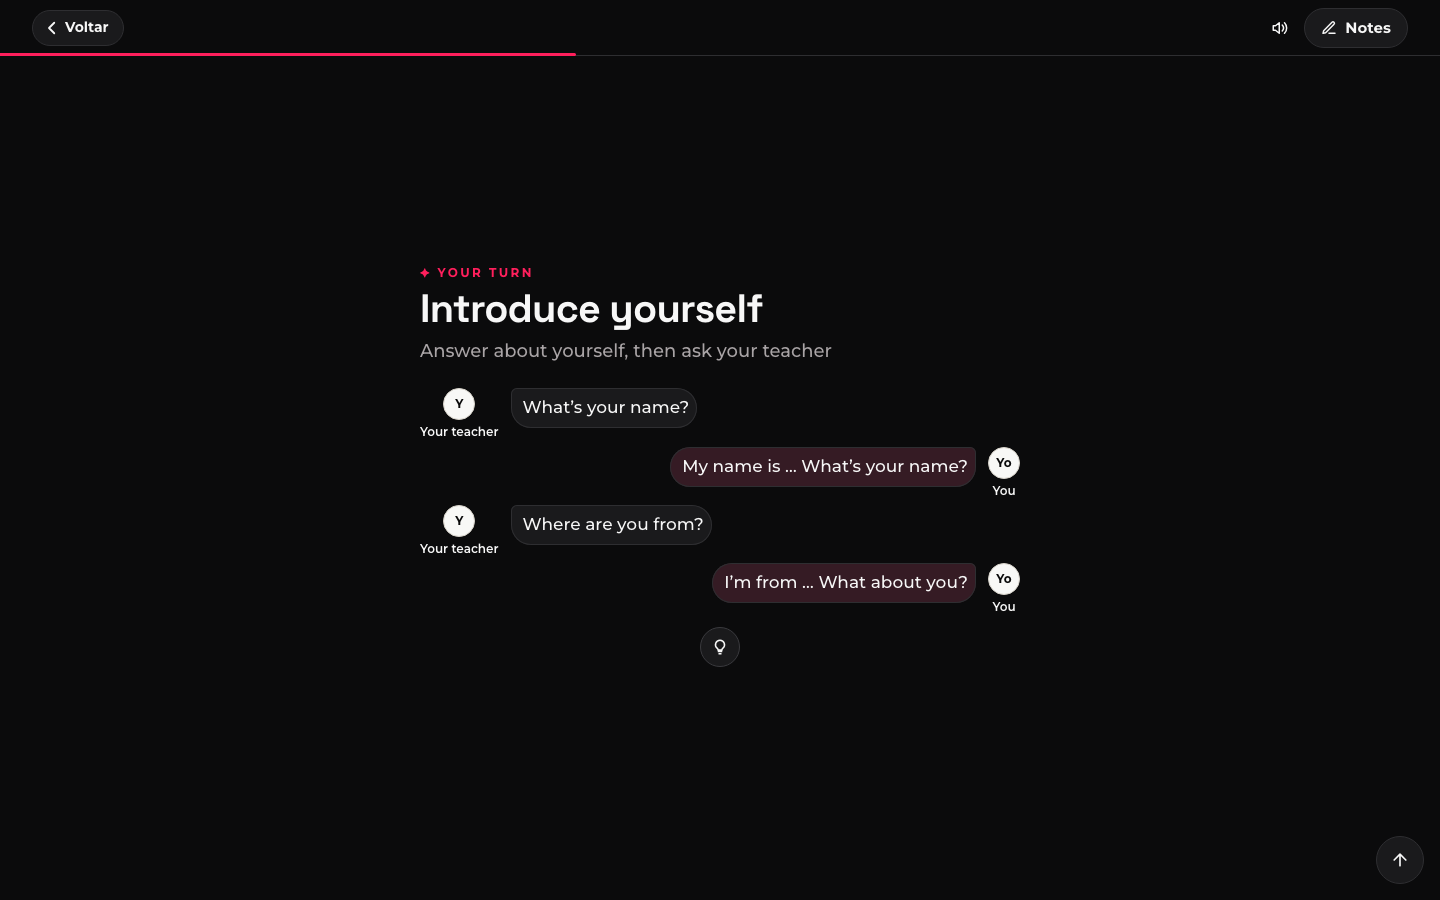 Voltar
Notes
YOUR TURN
Introduce yourself
Answer about yourself, then ask your teacher
Y
What’s your name?
Your teacher
My name is ... What’s your name?
Yo
You
Y
Where are you from?
Your teacher
I’m from ... What about you?
Yo
You